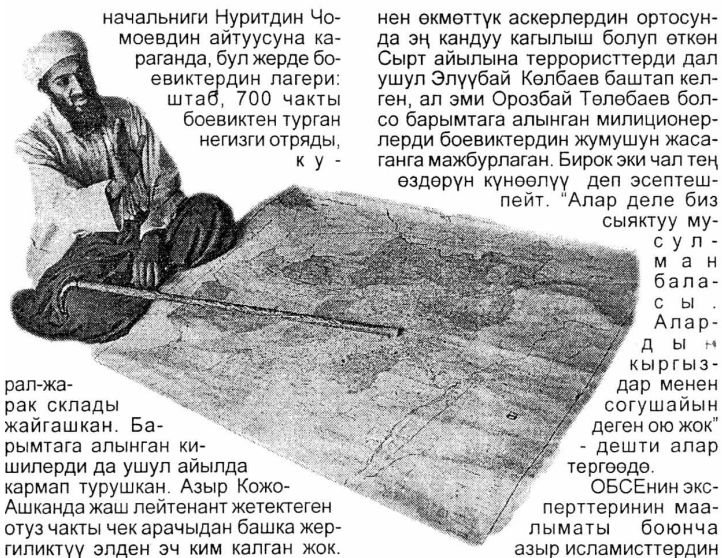 начальниги Нуритдин Чо-
моевдин айтуусуна ка-
раганда, бул жерде бо-
евиктердин лагери:
штаб, 700 чакты
боевиктен турган
негизги отряды,
ку-
рал-жа-
рак склады
жайгашкан. Ба-
рымтага алынган ки-
шилерди да ушул айылда
кармап турушкан. Азыр Кожо-
Ашканда жаш лейтенант жетектеген
отуз чакты чек арачыдан башка жер-
гиликтүү элден эч ким калган жок.
нен өкмөттүк аскерлердин ортосун-
да эң кандуу кагылыш болуп өткөн
Сырт айылына террористтерди дал
ушул Элүүбай Көлбаев баштап кел-
ген, ал эми Орозбай Төлөбаев бол-
со барымтага алынган милиционер-
лерди боевиктердин жумушун жаса-
ганга мажбурлаган. Бирок эки чал тең
өздөрүн күнөөлүү деп эсептеш-
пейт. “Алар деле биз
сыяктуу му-
сул-
ман
бала-
сы.
Алар-
дын
кыргыз-
дар менен
согушайын
деген ою жок”
- дешти алар
тергөөдө.
ОБСЕнин экс-
перттеринин маа-
лыматы боюнча
азыр исламисттердин